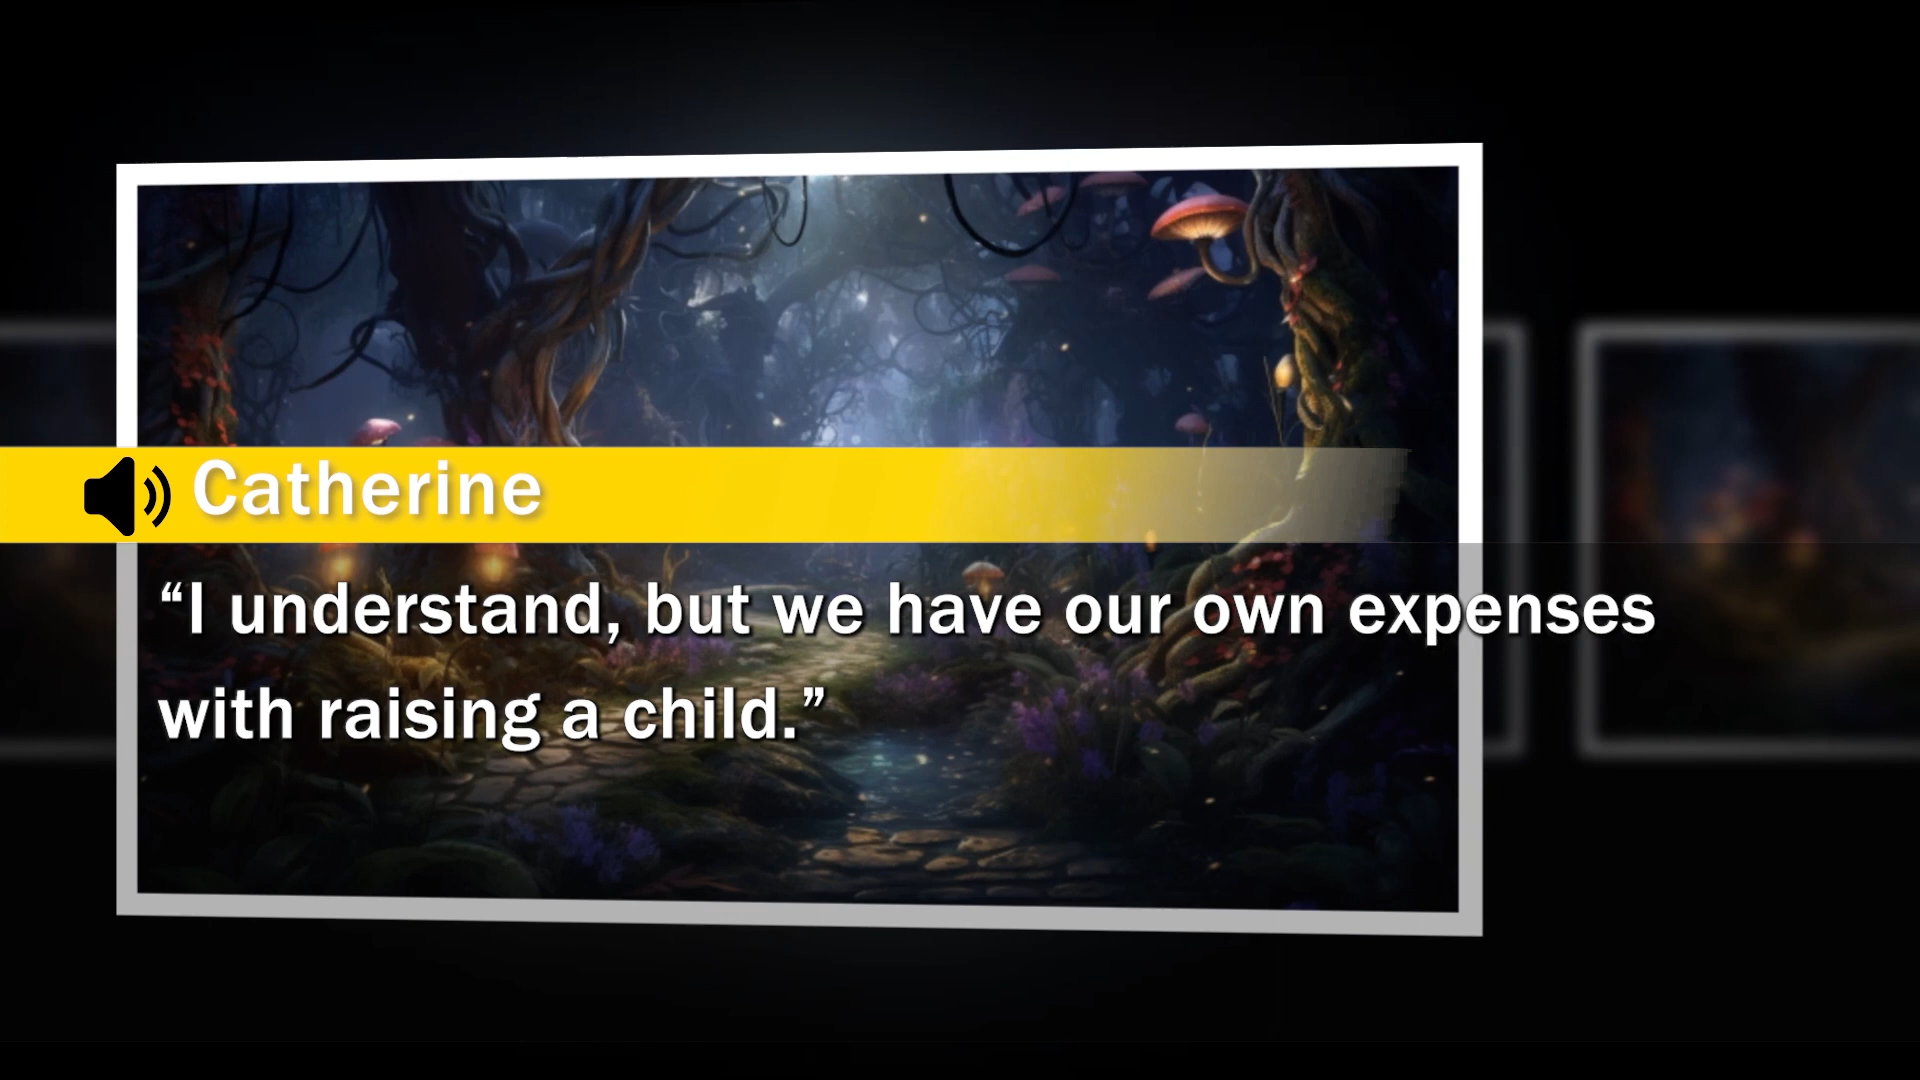 Catherine
“I understand, but we have our own expenses
with raising a child.”